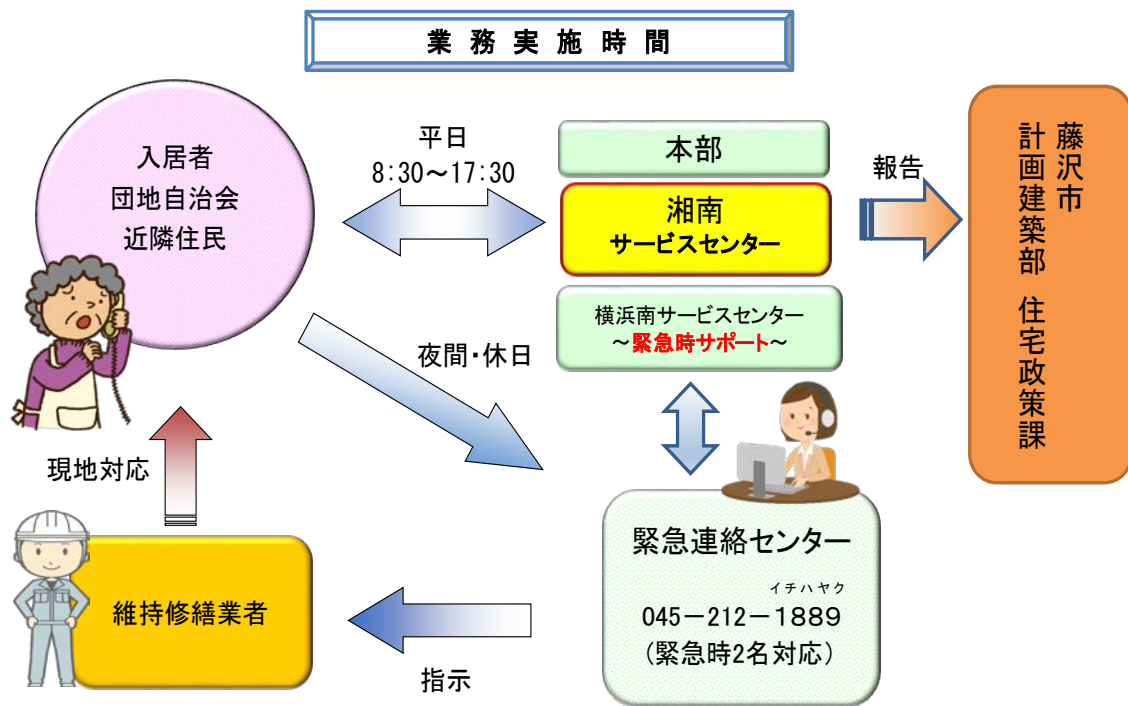 業務実施時間
入居者
団地自治会
近隣住民
平日
8:30～17:30
本部
湘南
サービスセンター
横浜南サービスセンター
～緊急時サポート～
報告
藤沢市
計画建築部 住宅政策課
夜間・休日
現地対応
維持修繕業者
指示
緊急連絡センター
イチハヤク
045－212－1889
(緊急時2名対応)